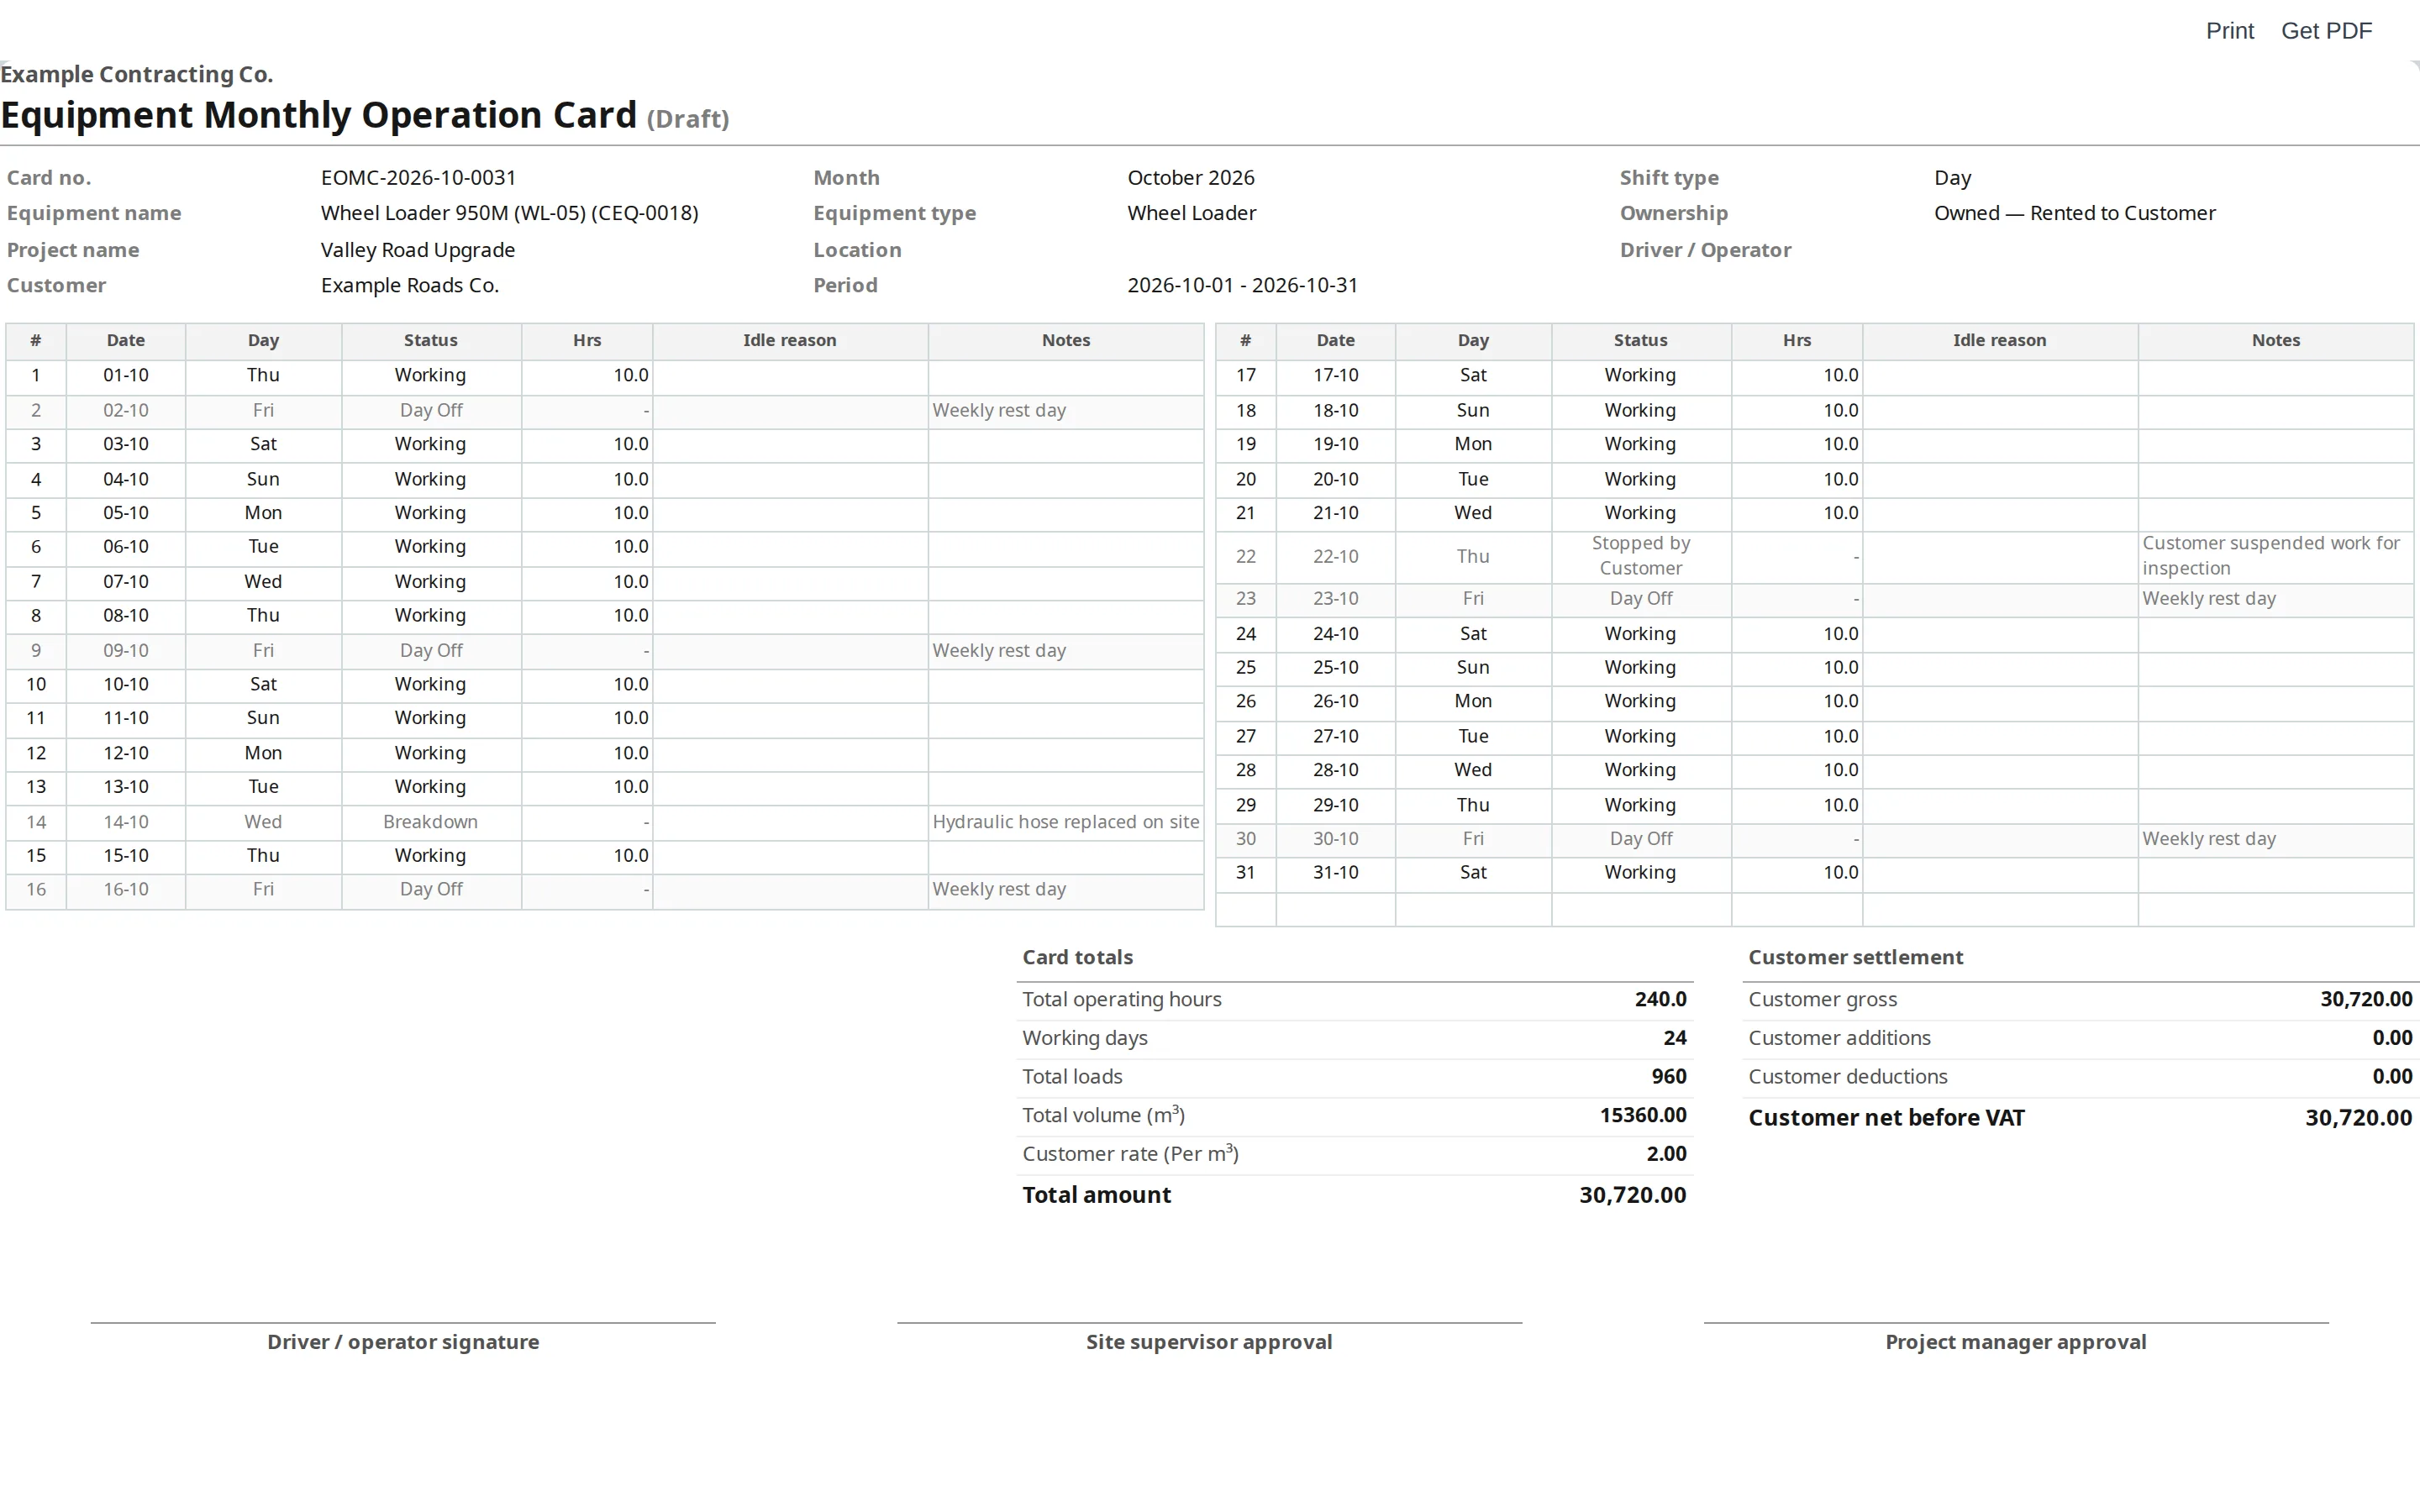 Print Get PDF
Example Contracting Co.
Equipment Monthly Operation Card (Draft)
Card no. EOMC-2026-10-0031 Month October 2026 Shift type Day
Equipment name Wheel Loader 950M (WL-05) (CEQ-0018) Equipment type Wheel Loader Ownership Owned — Rented to Customer
Project name Valley Road Upgrade Location Driver / Operator
Customer Example Roads Co. Period 2026-10-01 - 2026-10-31
# Date Day Status Hrs Idle reason Notes
1 01-10 Thu Working 10.0
2 02-10 Fri Day Off - Weekly rest day
3 03-10 Sat Working 10.0
4 04-10 Sun Working 10.0
5 05-10 Mon Working 10.0
6 06-10 Tue Working 10.0
7 07-10 Wed Working 10.0
8 08-10 Thu Working 10.0
9 09-10 Fri Day Off - Weekly rest day
10 10-10 Sat Working 10.0
11 11-10 Sun Working 10.0
12 12-10 Mon Working 10.0
13 13-10 Tue Working 10.0
14 14-10 Wed Breakdown - Hydraulic hose replaced on site
15 15-10 Thu Working 10.0
16 16-10 Fri Day Off - Weekly rest day
# Date Day Status Hrs Idle reason Notes
17 17-10 Sat Working 10.0
18 18-10 Sun Working 10.0
19 19-10 Mon Working 10.0
20 20-10 Tue Working 10.0
21 21-10 Wed Working 10.0
22 22-10 Thu Stopped by Customer - Customer suspended work for inspection
23 23-10 Fri Day Off - Weekly rest day
24 24-10 Sat Working 10.0
25 25-10 Sun Working 10.0
26 26-10 Mon Working 10.0
27 27-10 Tue Working 10.0
28 28-10 Wed Working 10.0
29 29-10 Thu Working 10.0
30 30-10 Fri Day Off - Weekly rest day
31 31-10 Sat Working 10.0
Card totals
Total operating hours 240.0
Working days 24
Total loads 960
Total volume (m³) 15360.00
Customer rate (Per m³) 2.00
Total amount 30,720.00
Customer settlement
Customer gross 30,720.00
Customer additions 0.00
Customer deductions 0.00
Customer net before VAT 30,720.00
Driver / operator signature Site supervisor approval Project manager approval